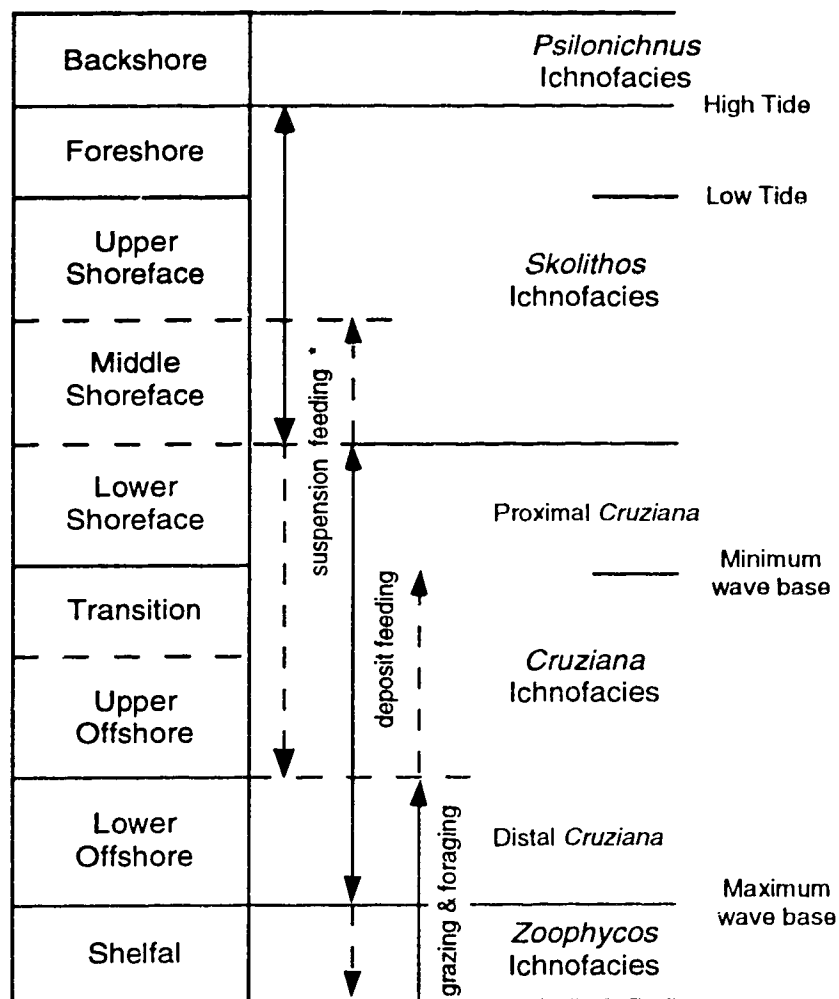 Backshore
Psilonichnus
Ichnofacies
High Tide
Foreshore
Low Tide
Upper
Shoreface
Skolithos
Ichnofacies
Middle
Shoreface
suspension feeding *
Lower
Shoreface
Proximal Cruziana
Minimum
wave base
Transition
deposit feeding
Cruziana
Ichnofacies
Upper
Offshore
Lower
Offshore
Distal Cruziana
grazing & foraging
Maximum
wave base
Shelfal
Zoophycos
Ichnofacies